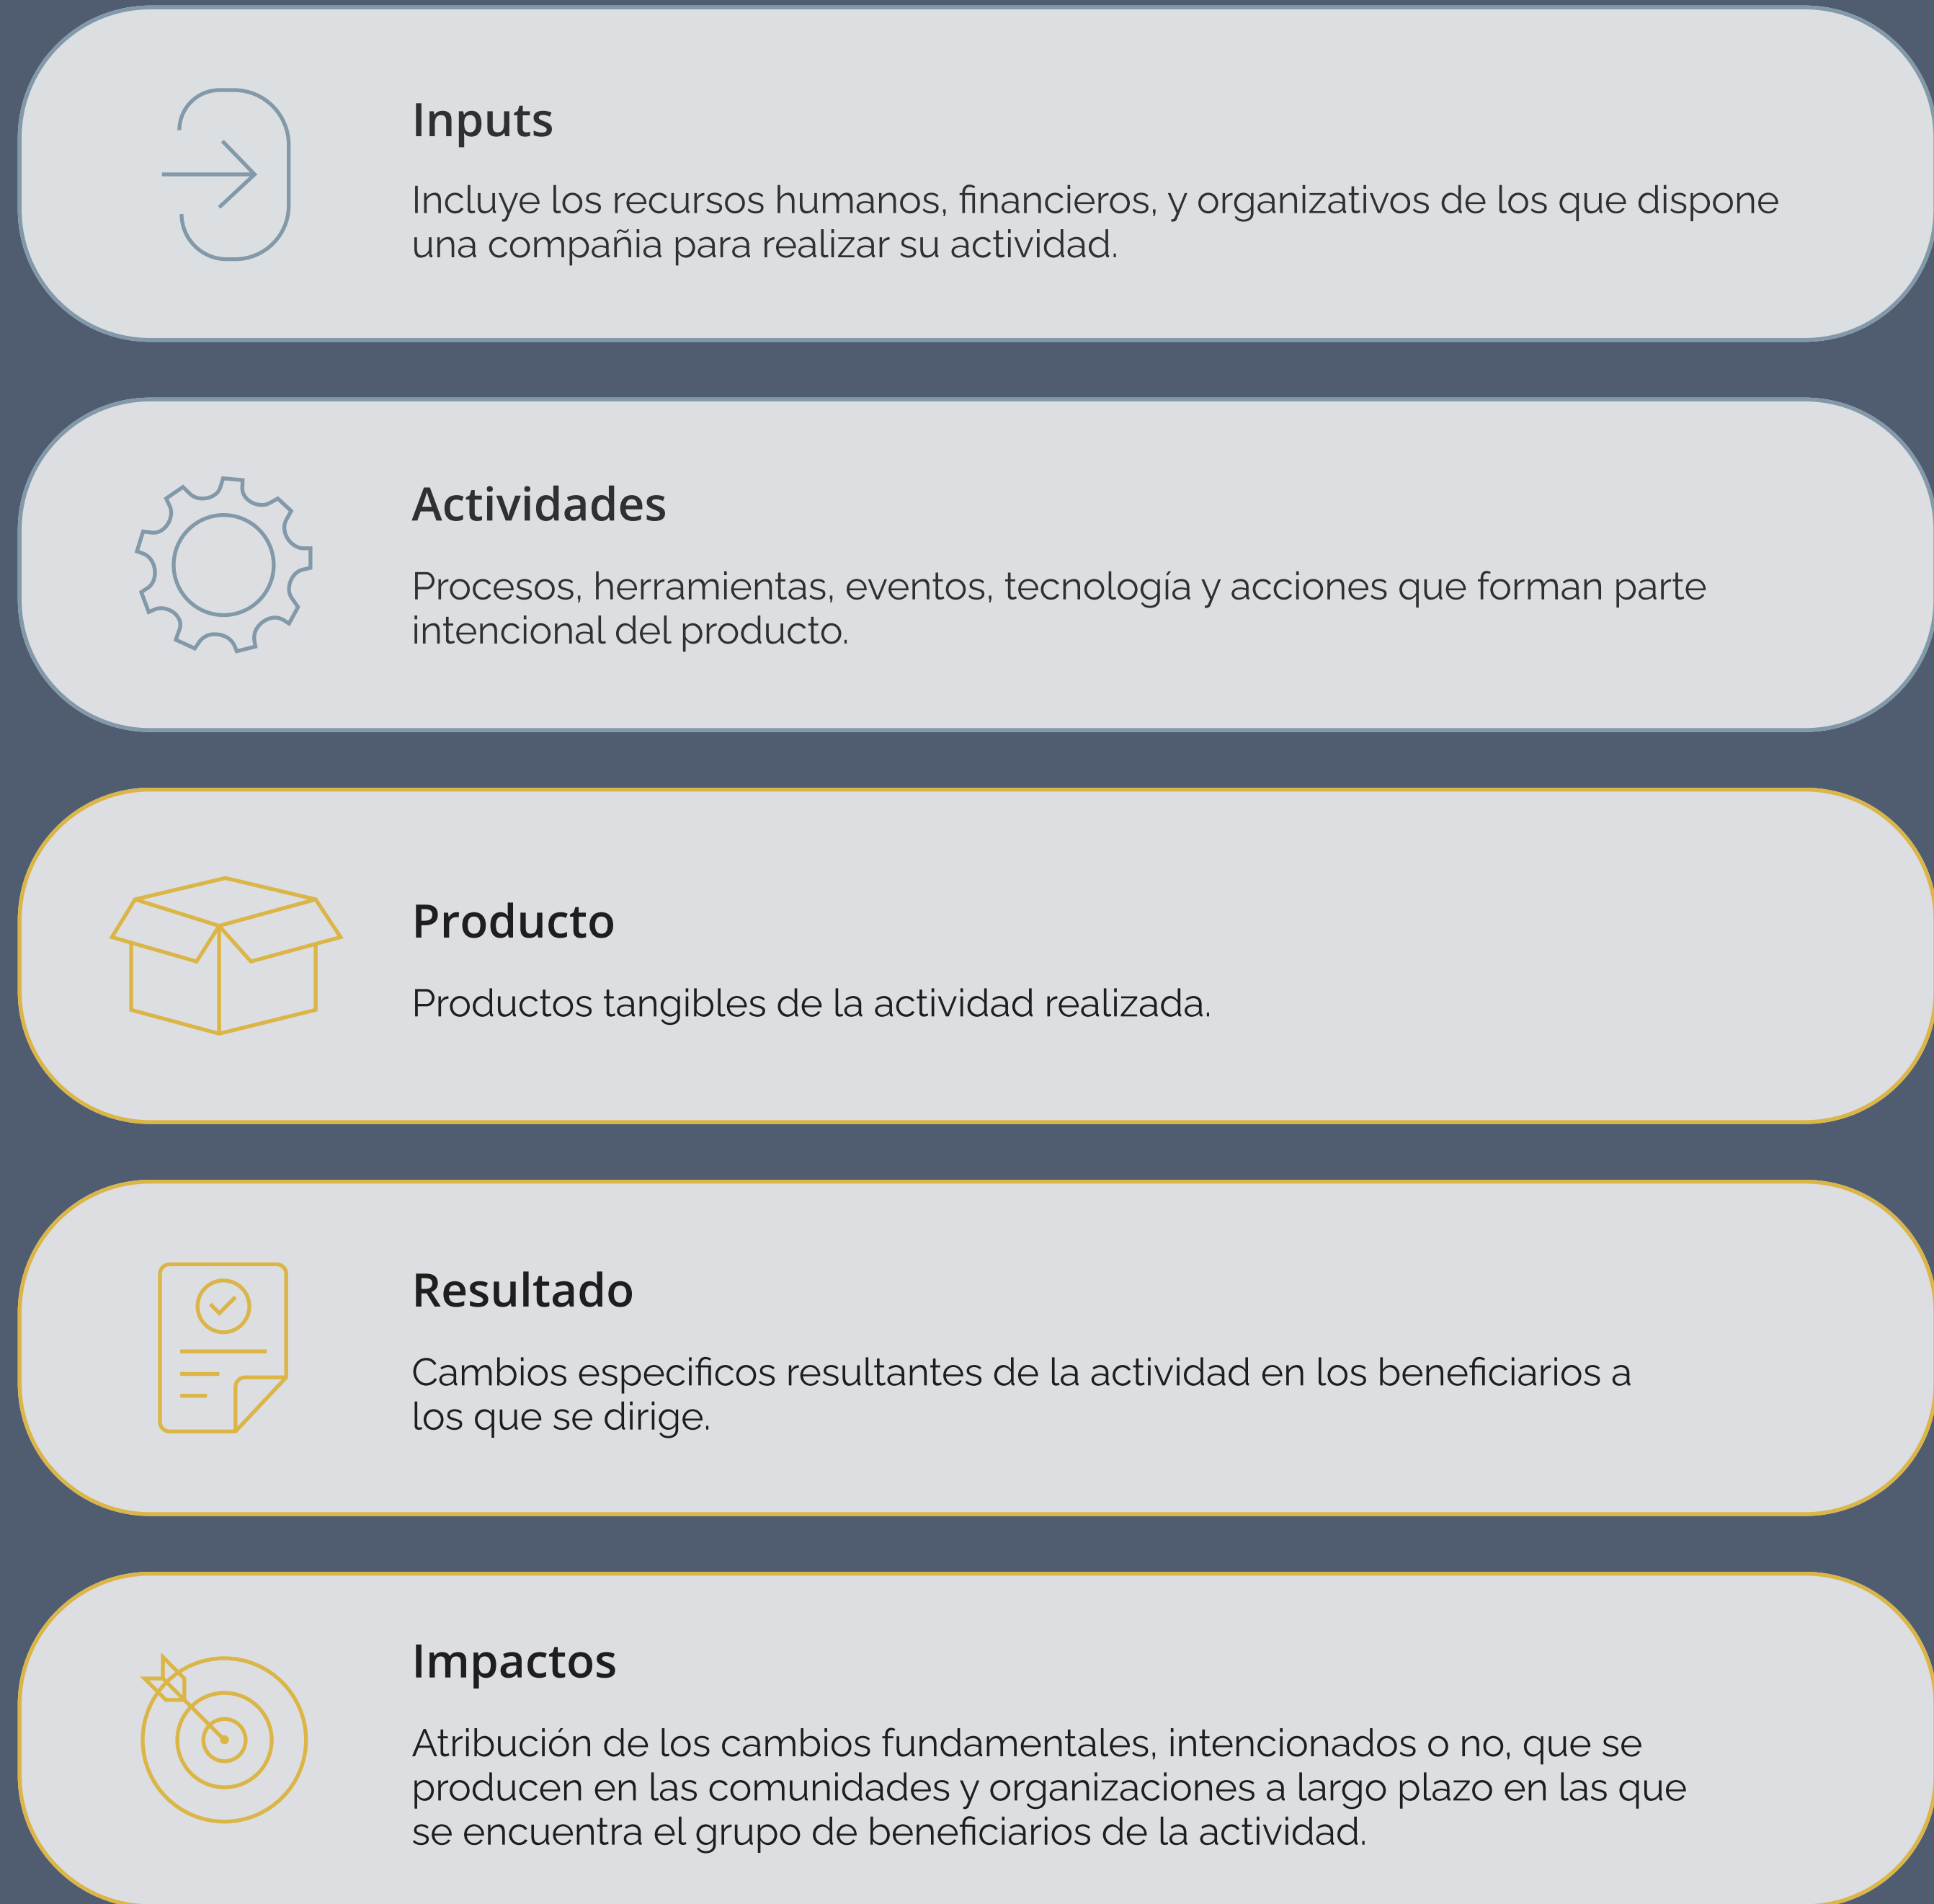 Inputs
Incluye los recursos humanos, financieros, y organizativos de los que dispone
una compañia para realizar su actividad.
Actividades
Procesos, herramientas, eventos, tecnología y acciones que forman parte
intencional del producto.
Producto
Productos tangibles de la actividad realizada.
Resultado
Cambios especificos resultantes de la actividad en los beneficiarios a
los que se dirige.
Impactos
Atribución de los cambios fundamentales, intencionados o no, que se
producen en las comunidades y organizaciones a largo plazo en las que
se encuentra el grupo de beneficiarios de la actividad.